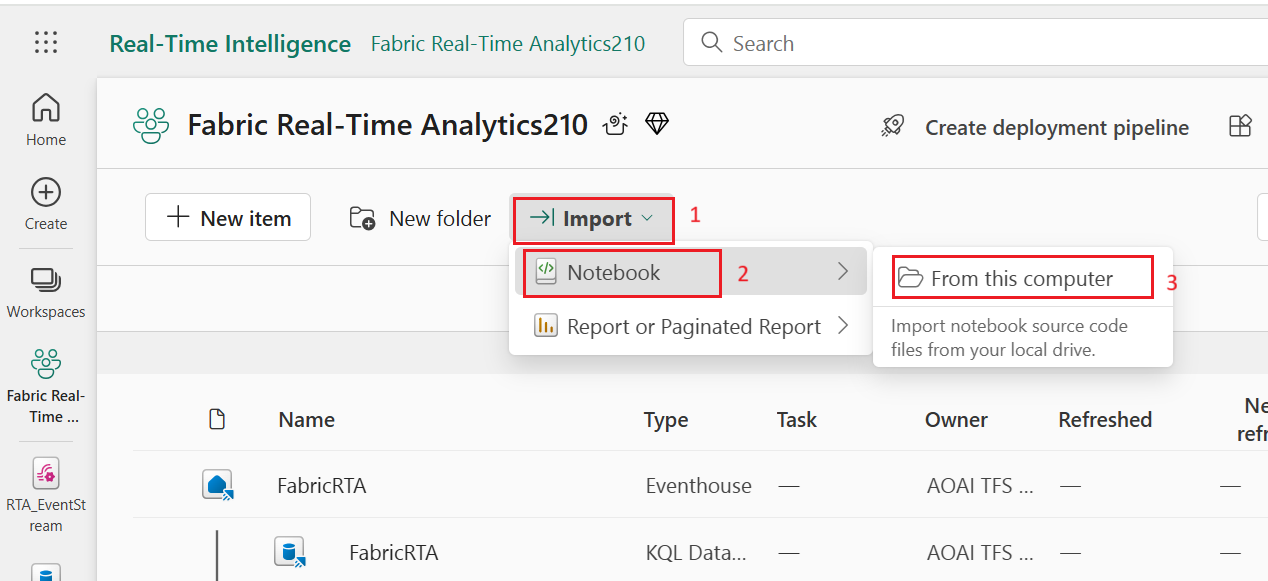 Real-Time Intelligence Fabric Real-Time Analytics210 Search
Home
Create
Workspaces
Fabric Real-
Time ...
RTA_EventSt
ream
Fabric Real-Time Analytics210
Create deployment pipeline
New item New folder Import 1
Notebook 2
Report or Paginated Report
From this computer 3
Import notebook source code
files from your local drive.
Name Type Task Owner Refreshed Ne
refr
FabricRTA Eventhouse — AOAI TFS ... — —
FabricRTA KQL Data... — AOAI TFS ... — —